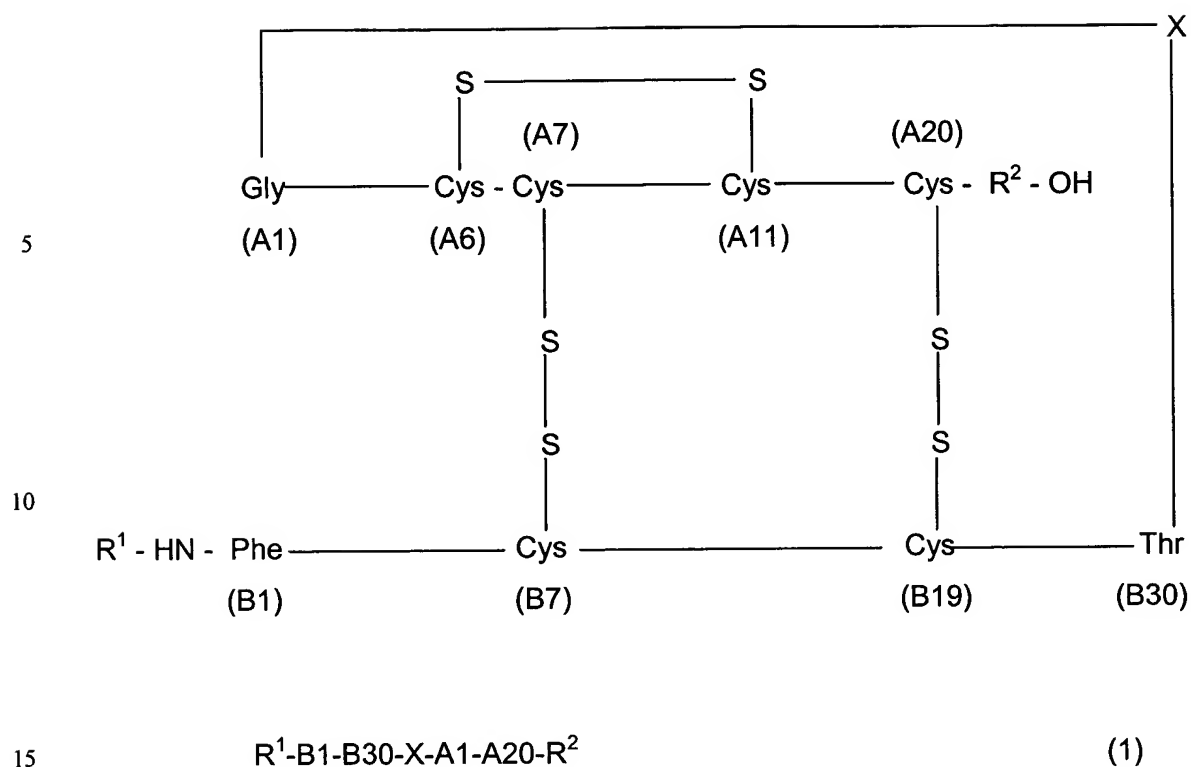 X
S S
(A7) (A20)
Gly Cys - Cys Cys Cys - R² - OH
5 (A1) (A6) (A11)
S S
S S
10
R¹ - HN - Phe Cys Cys Thr
(B1) (B7) (B19) (B30)
15 R¹-B1-B30-X-A1-A20-R² (1)